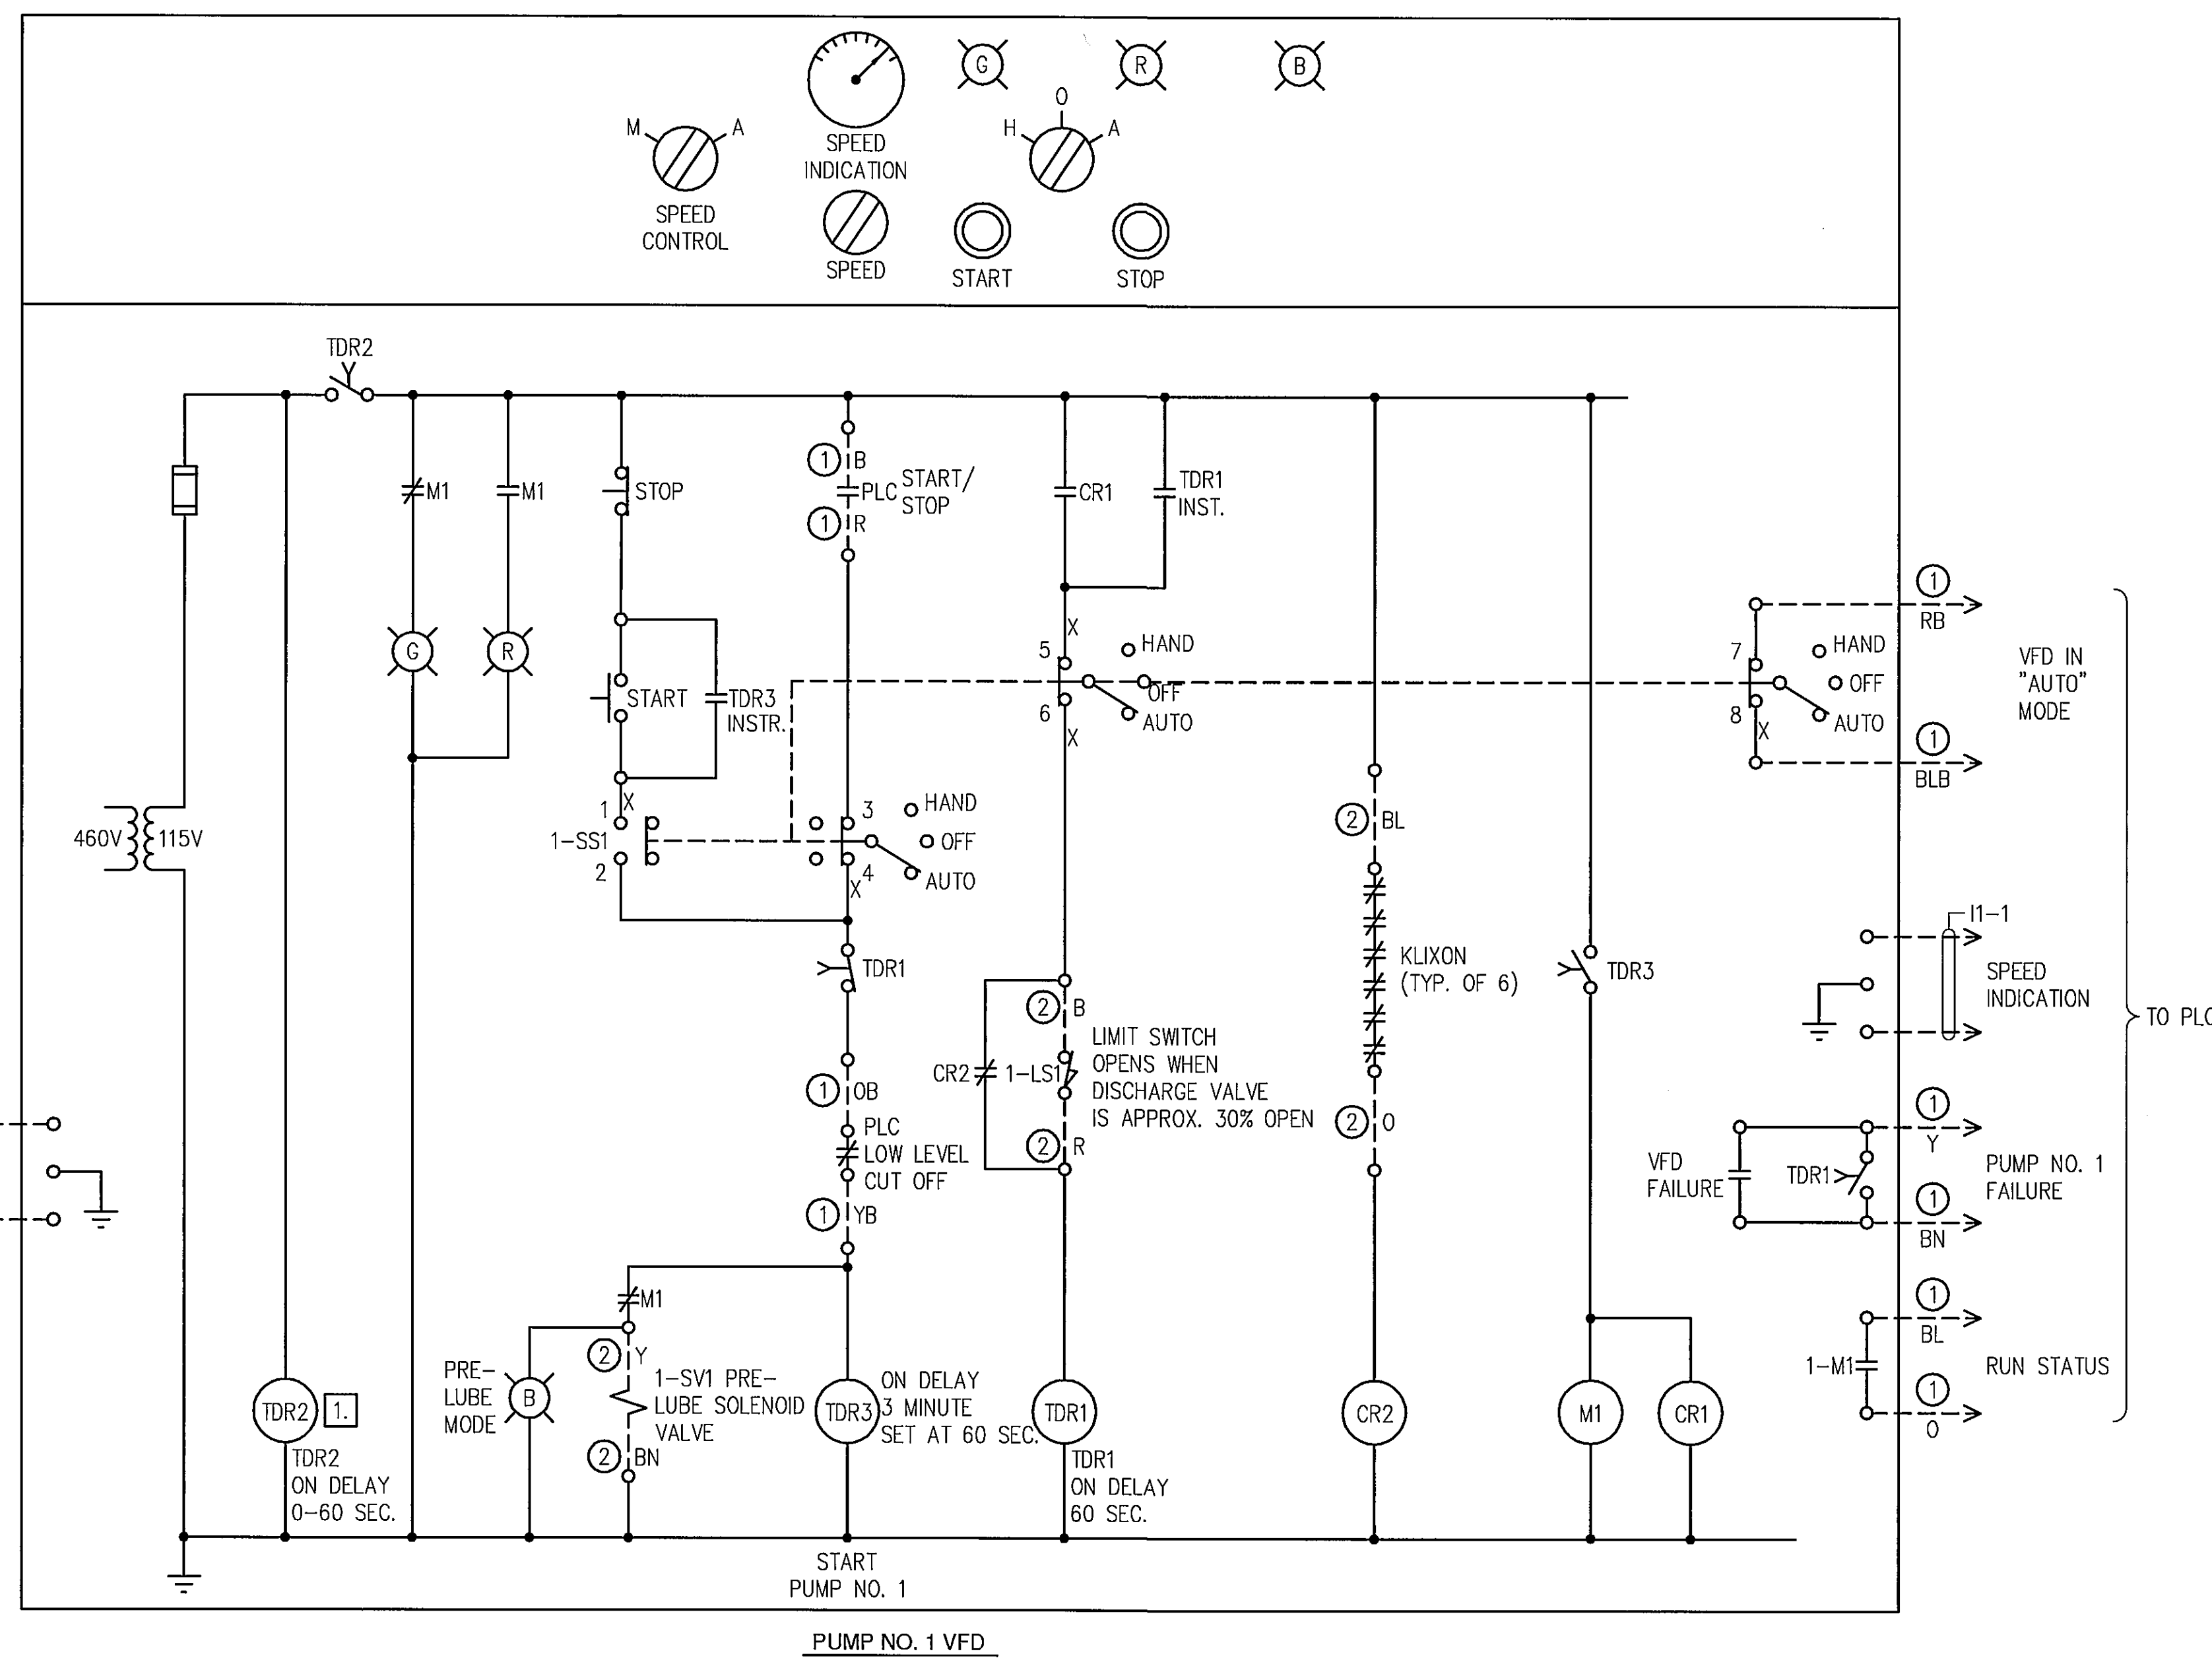 G
R
B
M
A
H
O
A
SPEED
INDICATION
SPEED
CONTROL
SPEED
START
STOP
TDR2
M1
M1
STOP
1
B
PLC
START/
STOP
1
R
CR1
TDR1
INST.
G
R
START
TDR3
INSTR.
X
5
6
X
HAND
OFF
AUTO
7
8
X
HAND
OFF
AUTO
1
RB
VFD IN
"AUTO"
MODE
1
BLB
460V
115V
1
X
1-SS1
2
3
4
X
HAND
OFF
AUTO
2
BL
KLIXON
(TYP. OF 6)
2
O
TDR1
TDR3
I1-1
SPEED
INDICATION
TO PLC
1
OB
PLC
LOW LEVEL
CUT OFF
1
YB
CR2
2
B
1-LS1
LIMIT SWITCH
OPENS WHEN
DISCHARGE VALVE
IS APPROX. 30% OPEN
2
R
VFD
FAILURE
TDR1
1
Y
PUMP NO. 1
FAILURE
1
BN
M1
PRE-
LUBE
MODE
B
2
Y
1-SV1 PRE-
LUBE SOLENOID
VALVE
2
BN
TDR2
1.
TDR2
ON DELAY
0-60 SEC.
TDR3
ON DELAY
3 MINUTE
SET AT 60 SEC.
TDR1
TDR1
ON DELAY
60 SEC.
CR2
M1
CR1
1
BL
1-M1
RUN STATUS
1
O
START
PUMP NO. 1
PUMP NO. 1 VFD